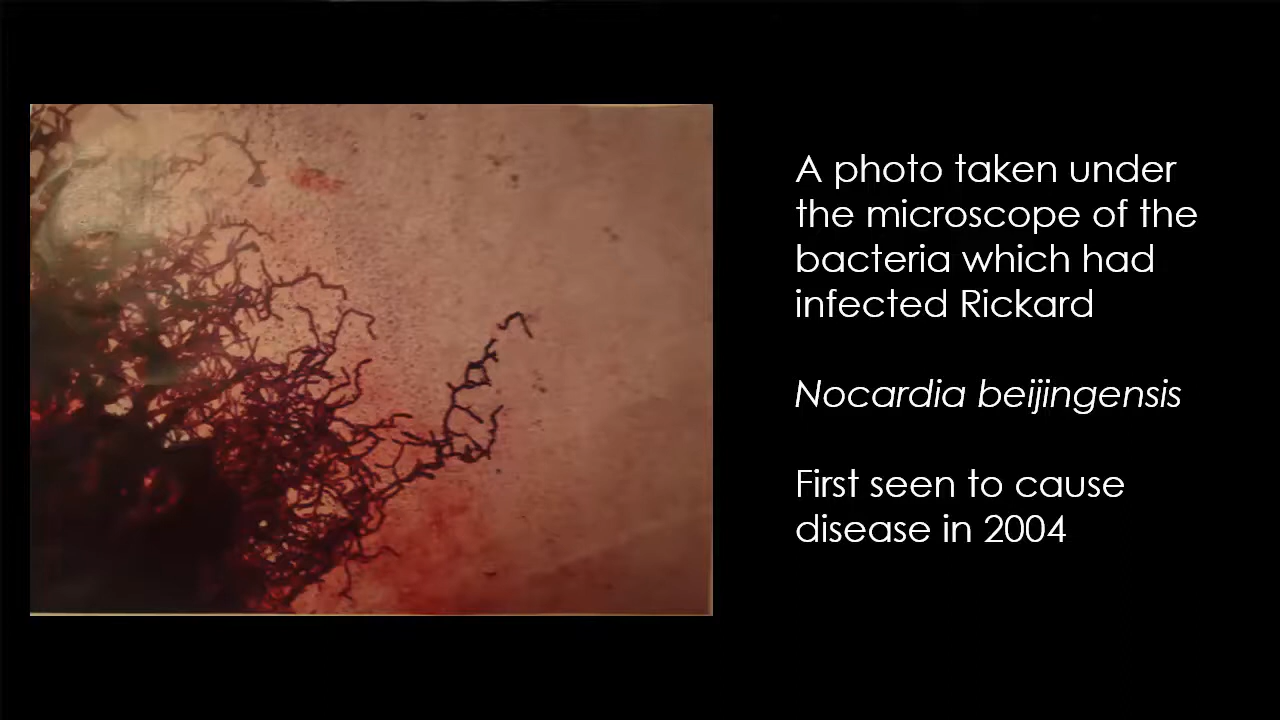 A photo taken under
the microscope of the
bacteria which had
infected Rickard
Nocardia beijingensis
First seen to cause
disease in 2004